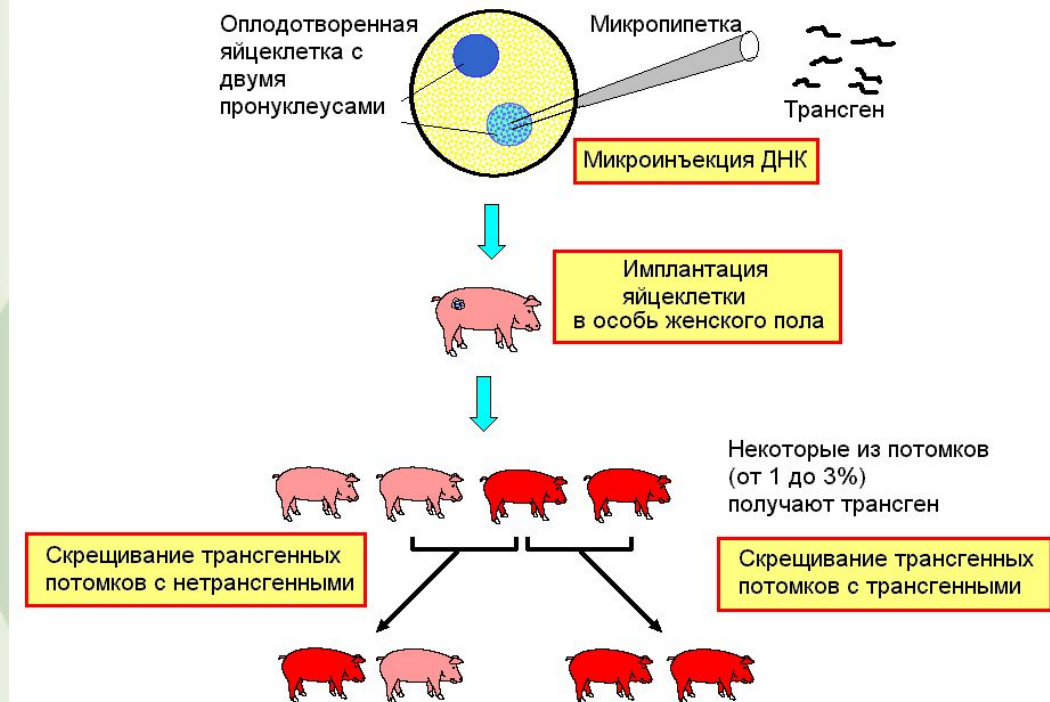 Оплодотворенная
яйцеклетка с
двумя
пронуклеусами
Микропипетка
Трансген
Микроинъекция ДНК
Имплантация
яйцеклетки
в особь женского пола
Некоторые из потомков
(от 1 до 3%)
получают трансген
Скрещивание трансгенных
потомков с нетрансгенными
Скрещивание трансгенных
потомков с трансгенными